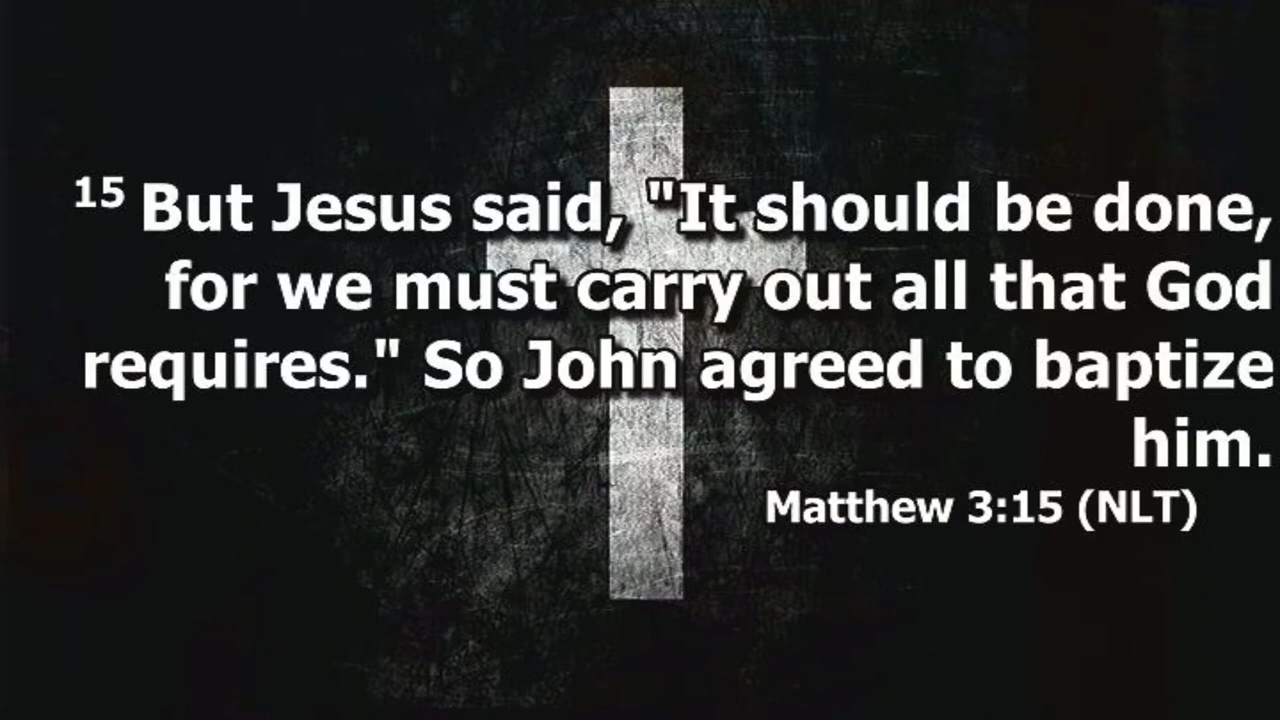 15 But Jesus said, "It should be done,
for we must carry out all that God
requires." So John agreed to baptize
him.
Matthew 3:15 (NLT)